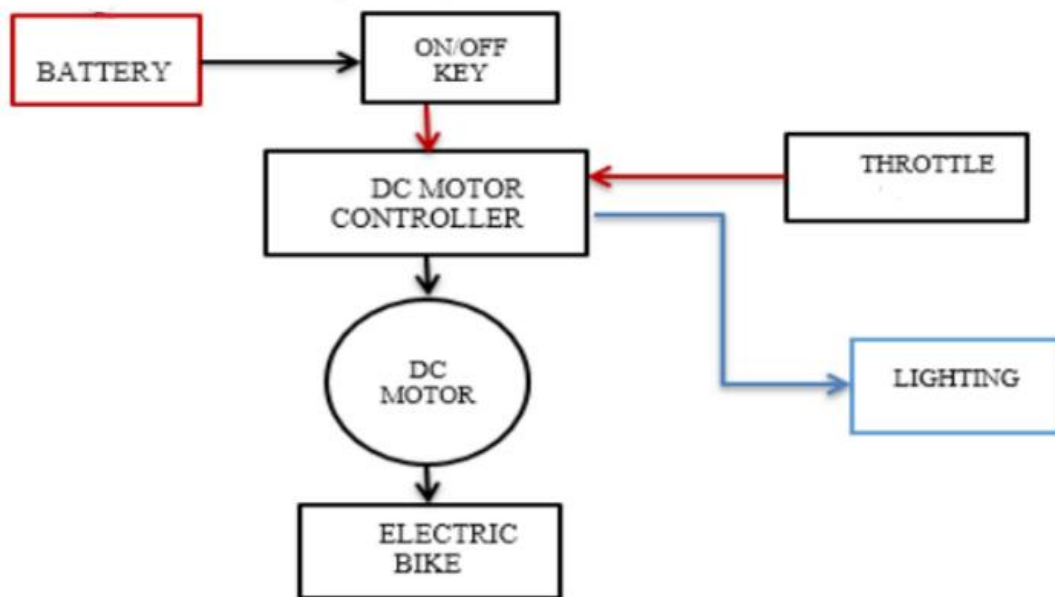 BATTERY
ON/OFF
KEY
DC MOTOR
CONTROLLER
THROTTLE
DC
MOTOR
LIGHTING
ELECTRIC
BIKE